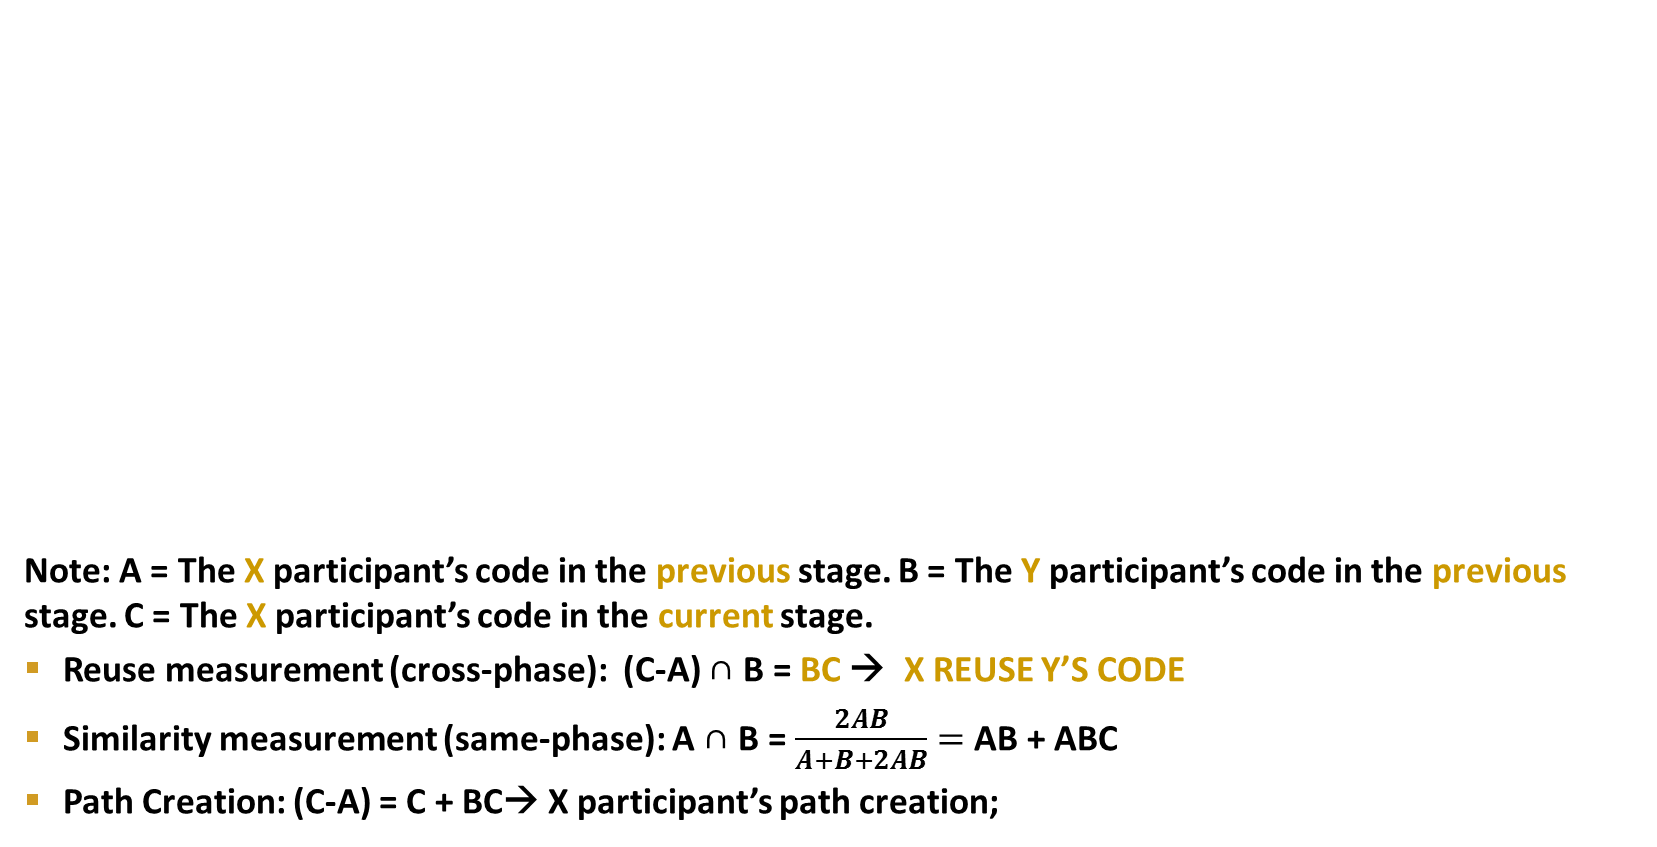 Note: A = The X participant’s code in the previous stage. B = The Y participant’s code in the previous
stage. C = The X participant’s code in the current stage.
▪ Reuse measurement (cross-phase): (C-A) ∩ B = BC → X REUSE Y’S CODE
▪ Similarity measurement (same-phase): A ∩ B = \frac{2AB}{A+B+2AB} = AB + ABC
▪ Path Creation: (C-A) = C + BC→ X participant’s path creation;